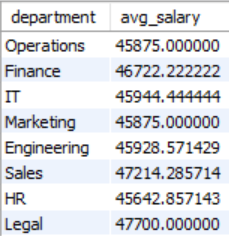 department avg_salary
Operations 45875.000000
Finance 46722.222222
IT 45944.444444
Marketing 45875.000000
Engineering 45928.571429
Sales 47214.285714
HR 45642.857143
Legal 47700.000000